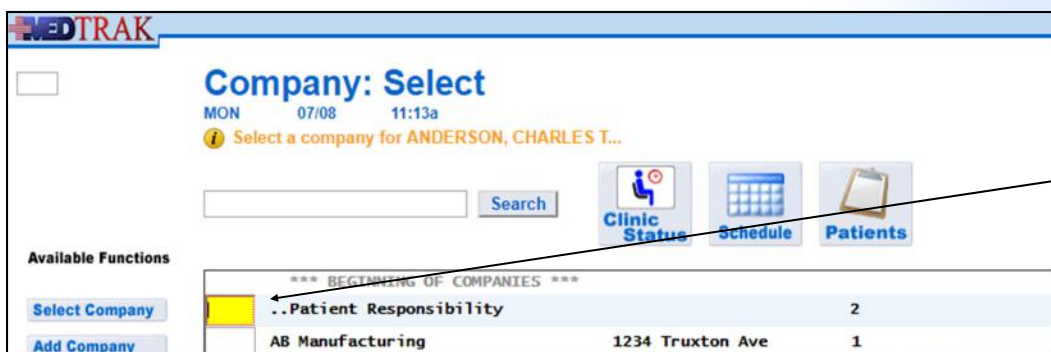 MEDTRAK
Company: Select
MON 07/08 11:13a
i Select a company for ANDERSON, CHARLES T...
Search
Clinic Status
Schedule
Patients
Available Functions
*** BEGINNING OF COMPANIES ***
Select Company
..Patient Responsibility 2
Add Company
AB Manufacturing 1234 Truxton Ave 1